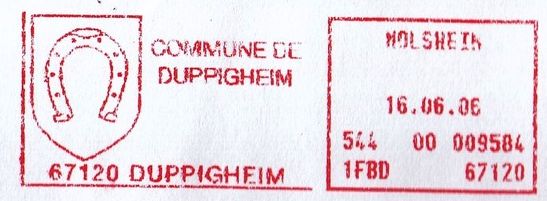 COMMUNE DE
DUPPIGHEIM
67120 DUPPIGHEIM
MOLSHEIM
16.06.06
544 00 009584
1FBD 67120